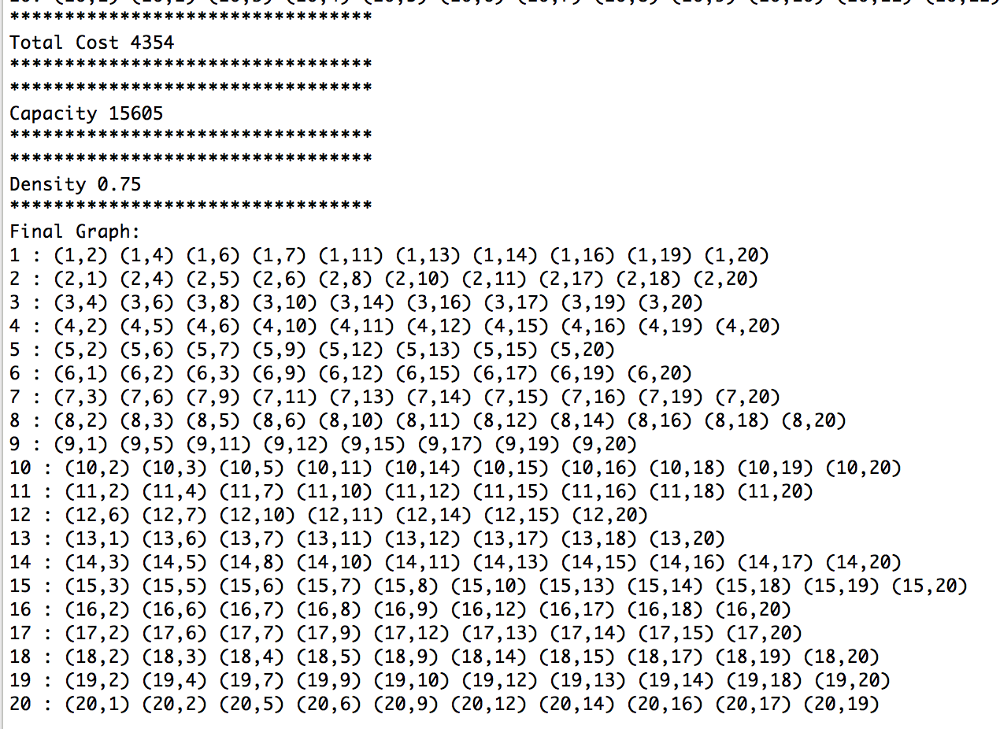 *********************************
Total Cost 4354
*********************************
*********************************
Capacity 15605
*********************************
*********************************
Density 0.75
*********************************
Final Graph:
1 : (1,2) (1,4) (1,6) (1,7) (1,11) (1,13) (1,14) (1,16) (1,19) (1,20)
2 : (2,1) (2,4) (2,5) (2,6) (2,8) (2,10) (2,11) (2,17) (2,18) (2,20)
3 : (3,4) (3,6) (3,8) (3,10) (3,14) (3,16) (3,17) (3,19) (3,20)
4 : (4,2) (4,5) (4,6) (4,10) (4,11) (4,12) (4,15) (4,16) (4,19) (4,20)
5 : (5,2) (5,6) (5,7) (5,9) (5,12) (5,13) (5,15) (5,20)
6 : (6,1) (6,2) (6,3) (6,9) (6,12) (6,15) (6,17) (6,19) (6,20)
7 : (7,3) (7,6) (7,9) (7,11) (7,13) (7,14) (7,15) (7,16) (7,19) (7,20)
8 : (8,2) (8,3) (8,5) (8,6) (8,10) (8,11) (8,12) (8,14) (8,16) (8,18) (8,20)
9 : (9,1) (9,5) (9,11) (9,12) (9,15) (9,17) (9,19) (9,20)
10 : (10,2) (10,3) (10,5) (10,11) (10,14) (10,15) (10,16) (10,18) (10,19) (10,20)
11 : (11,2) (11,4) (11,7) (11,10) (11,12) (11,15) (11,16) (11,18) (11,20)
12 : (12,6) (12,7) (12,10) (12,11) (12,14) (12,15) (12,20)
13 : (13,1) (13,6) (13,7) (13,11) (13,12) (13,17) (13,18) (13,20)
14 : (14,3) (14,5) (14,8) (14,10) (14,11) (14,13) (14,15) (14,16) (14,17) (14,20)
15 : (15,3) (15,5) (15,6) (15,7) (15,8) (15,10) (15,13) (15,14) (15,18) (15,19) (15,20)
16 : (16,2) (16,6) (16,7) (16,8) (16,9) (16,12) (16,17) (16,18) (16,20)
17 : (17,2) (17,6) (17,7) (17,9) (17,12) (17,13) (17,14) (17,15) (17,20)
18 : (18,2) (18,3) (18,4) (18,5) (18,9) (18,14) (18,15) (18,17) (18,19) (18,20)
19 : (19,2) (19,4) (19,7) (19,9) (19,10) (19,12) (19,13) (19,14) (19,18) (19,20)
20 : (20,1) (20,2) (20,5) (20,6) (20,9) (20,12) (20,14) (20,16) (20,17) (20,19)